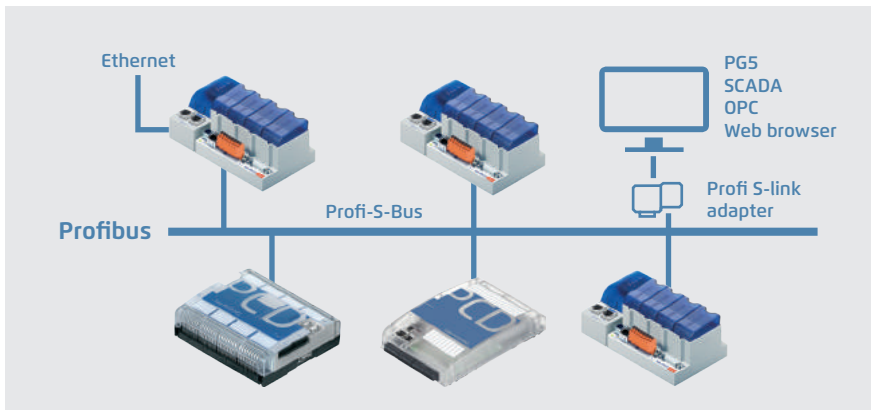 Ethernet
PG5
SCADA
OPC
Web browser
Profi S-link
adapter
Profi-S-Bus
Profibus
PCD
PCD